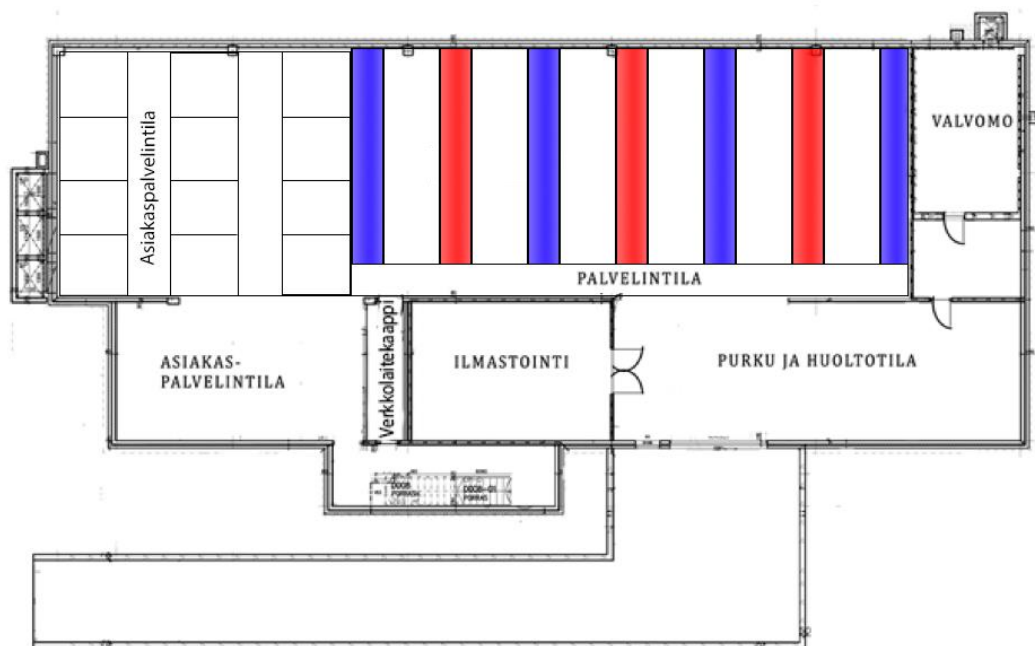 Asiakaspalvelintila
VALVOMO
PALVELINTILA
ASIAKAS-
PALVELINTILA
Verkkolaitekaappi
ILMASTOINTI
PURKU JA HUOLTOTILA